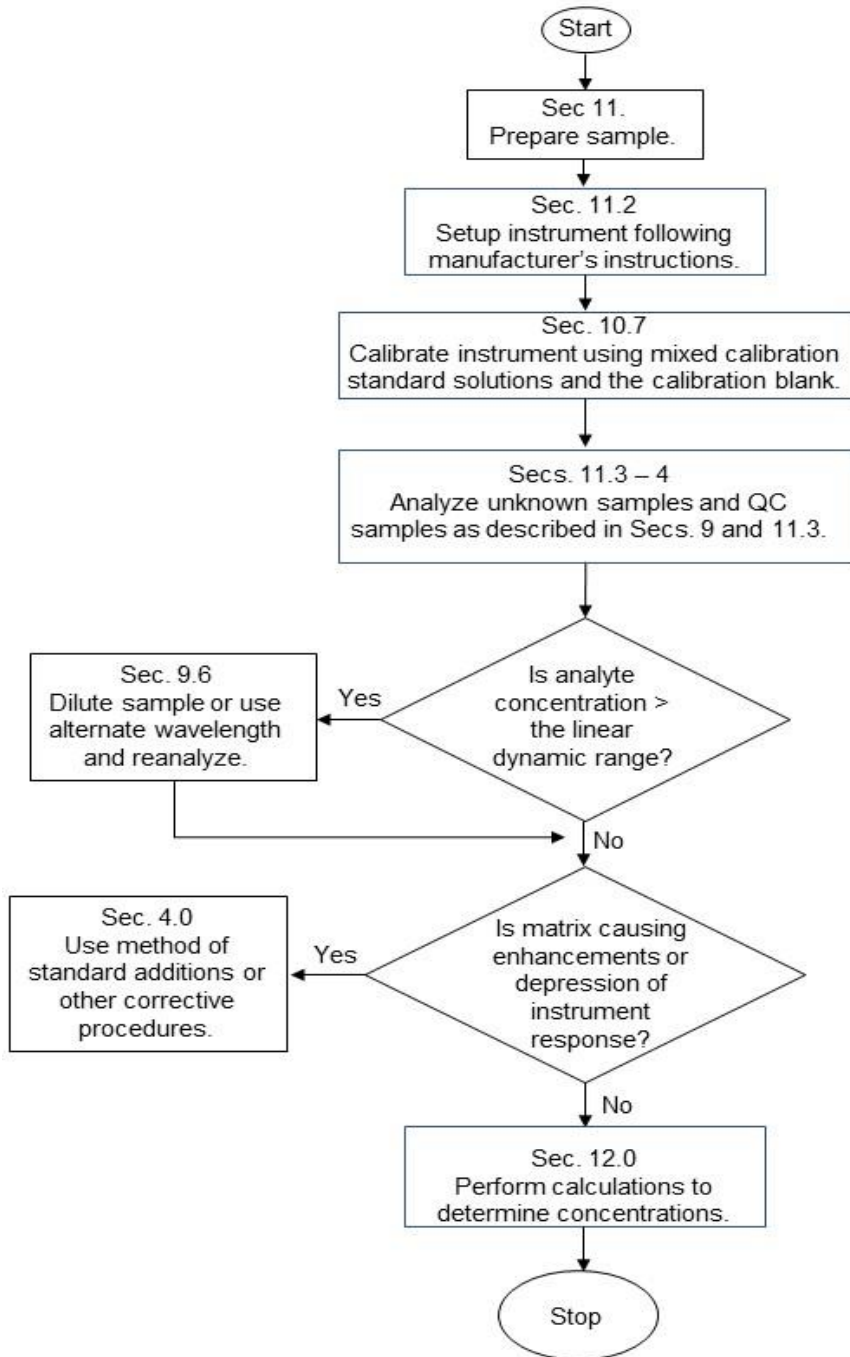 Start
Sec 11.
Prepare sample.
Sec. 11.2
Setup instrument following
manufacturer's instructions.
Sec. 10.7
Calibrate instrument using mixed calibration
standard solutions and the calibration blank.
Secs. 11.3 – 4
Analyze unknown samples and QC
samples as described in Secs. 9 and 11.3.
Is analyte
concentration >
the linear
dynamic range?
Yes
Sec. 9.6
Dilute sample or use
alternate wavelength
and reanalyze.
No
Is matrix causing
enhancements or
depression of
instrument
response?
Yes
Sec. 4.0
Use method of
standard additions or
other corrective
procedures.
No
Sec. 12.0
Perform calculations to
determine concentrations.
Stop